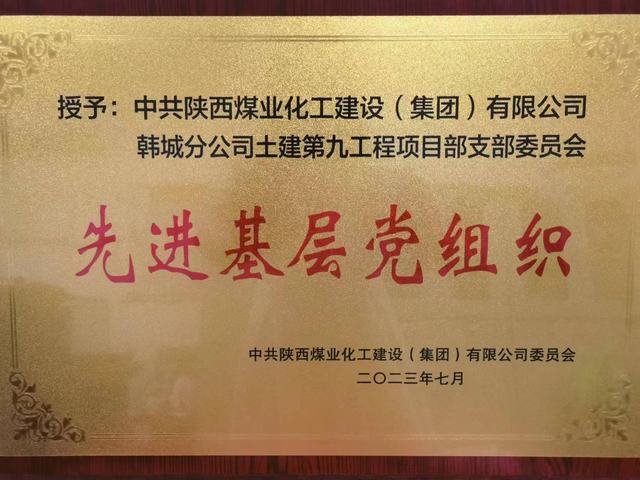 授予：中共陕西煤业化工建设（集团）有限公司
韩城分公司土建第九工程项目部支部委员会
先进基层党组织
中共陕西煤业化工建设（集团）有限公司委员会
二〇二三年七月